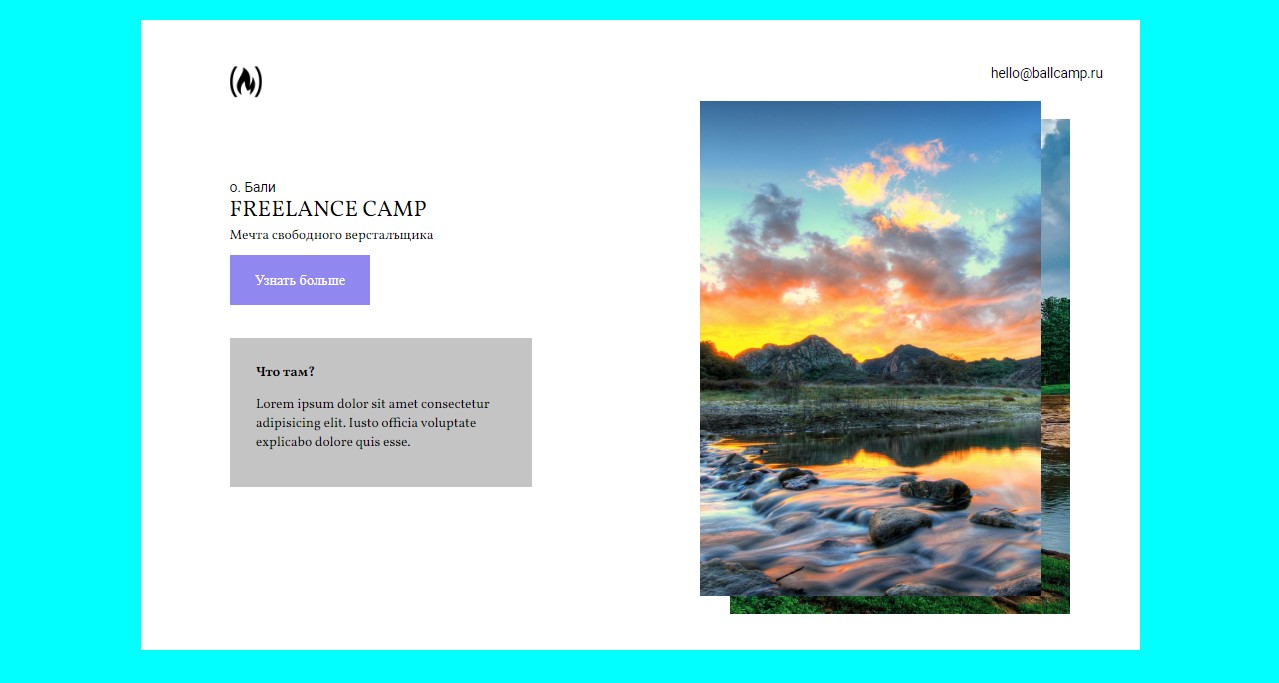 hello@ballcamp.ru
о. Бали
FREELANCE CAMP
Мечта свободного версталъщика
Узнать больше
Что там?
Lorem ipsum dolor sit amet consectetur
adipisicing elit. Iusto officia voluptate
explicabo dolore quis esse.